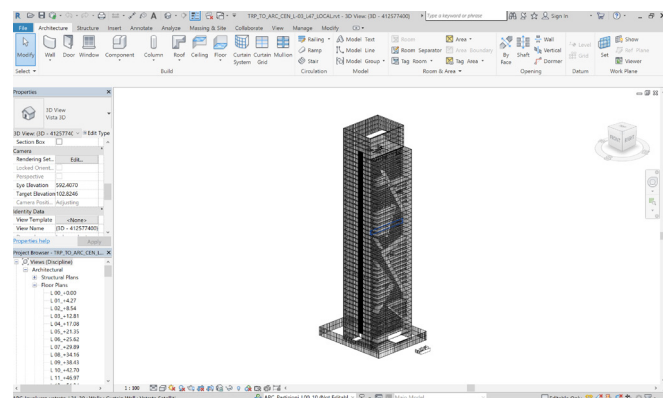 TRP_TO_ARC_CEN_L-03_L47_LOCAL.rvt - 3D View: (3D - 412577400)
Type a keyword or phrase
Sign In
File Architecture Structure Insert Annotate Analyze Massing & Site Collaborate View Manage Modify
Modify
Wall Door Window Component Column Roof Ceiling Floor Curtain System Curtain Grid Mullion
Railing
Ramp
Stair
Model Text
Model Line
Model Group
Room
Room Separator
Tag Room
Area
Area Boundary
Tag Area
By Face
Shaft
Wall
Vertical
Dormer
Level
Grid
Set
Show
Ref Plane
Viewer
Select Build Circulation Model Room & Area Opening Datum Work Plane
Properties
3D View
Vista 3D
3D View: (3D - 4125774( Edit Type
Section Box
Camera
Rendering Set... Edit...
Locked Orient...
Perspective
Eye Elevation 592.4070
Target Elevation 102.8246
Camera Positi... Adjusting
Identity Data
View Template <None>
View Name (3D - 412577400)
Properties help Apply
Project Browser - TRP_TO_ARC_CEN_L...
Views (Discipline)
Architectural
Structural Plans
Floor Plans
L 00_+0.00
L 01_+4.27
L 02_+8.54
L 03_+12.81
L 04_+17.08
L 05_+21.35
L 06_+25.62
L 07_+29.89
L 08_+34.16
L 09_+38.43
L 10_+42.70
L 11_+46.97
1 : 100
Main Model